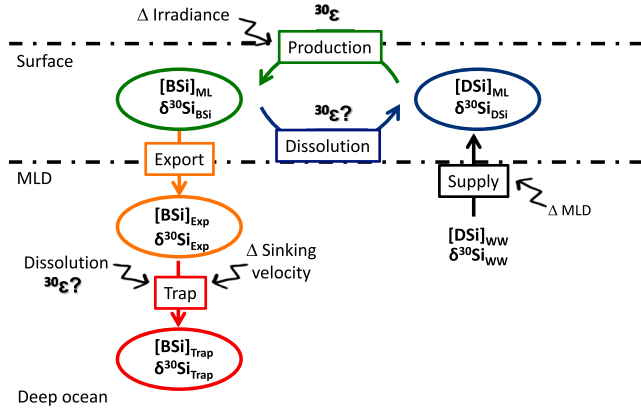 ³⁰ε
Δ Irradiance
Production
Surface
[BSi]ML
δ³⁰SiBSi
[DSi]ML
δ³⁰SiDSi
³⁰ε?
Dissolution
Export
MLD
Supply
Δ MLD
[BSi]Exp
δ³⁰SiExp
[DSi]WW
δ³⁰SiWW
Dissolution
³⁰ε?
Δ Sinking
velocity
Trap
[BSi]Trap
δ³⁰SiTrap
Deep ocean